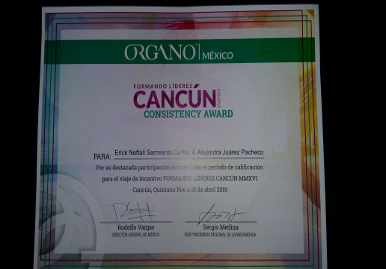 ORGANO | MÉXICO
FORMANDO LÍDERES
CANCÚN
CONSISTENCY AWARD
PARA: Erick Neftali Sarmiento Cortes & Alejandra Juárez Pacheco
Por su destacada participación durante todo el periodo de calificación
para el viaje de incentivo FORMANDO LÍDERES CANCÚN MMXVI
Cancún, Quintana Roo a 16 de abril 2016
Rodolfo Vargas
DIRECTOR GENERAL DE MÉXICO
Sergio Medina
VICE PRESIDENTE REGIONAL DE LATINOAMÉRICA